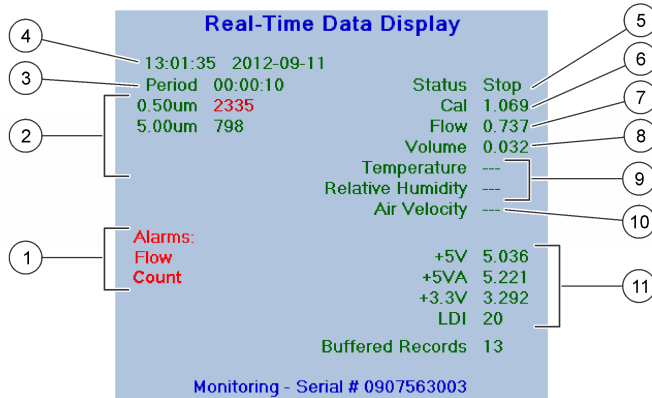 Real-Time Data Display
4
13:01:35 2012-09-11
5
3
Period 00:00:10
Status Stop
6
0.50um 2335
Cal 1.069
7
2
5.00um 798
Flow 0.737
8
Volume 0.032
Temperature ---
9
Relative Humidity ---
Air Velocity ---
10
1
Alarms:
Flow
Count
+5V 5.036
+5VA 5.221
11
+3.3V 3.292
LDI 20
Buffered Records 13
Monitoring - Serial # 0907563003